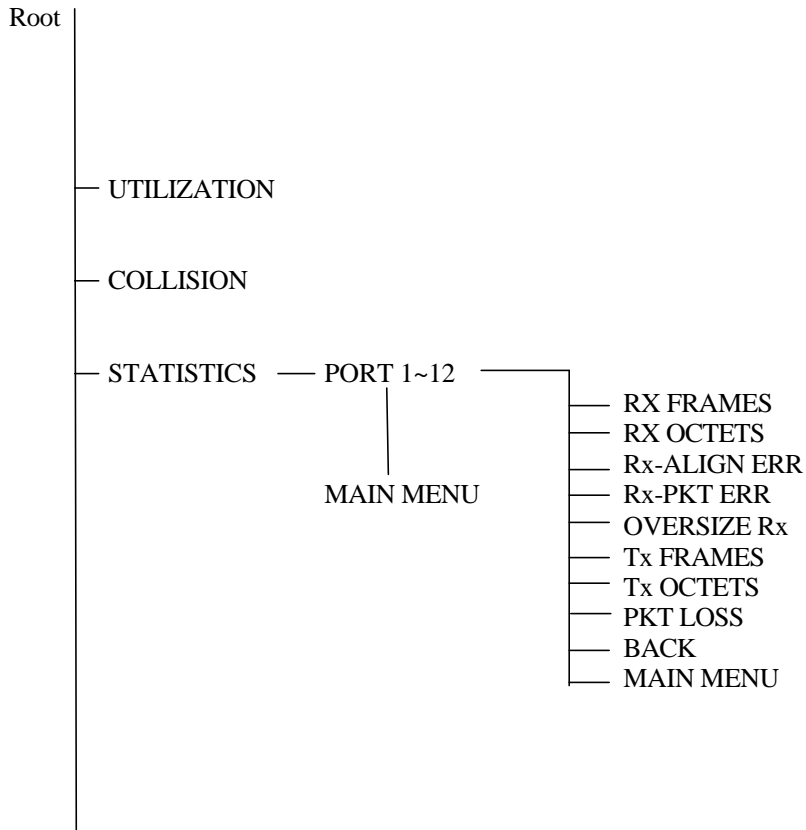 Root
UTILIZATION
COLLISION
STATISTICS
PORT 1~12
MAIN MENU
RX FRAMES
RX OCTETS
Rx-ALIGN ERR
Rx-PKT ERR
OVERSIZE Rx
Tx FRAMES
Tx OCTETS
PKT LOSS
BACK
MAIN MENU